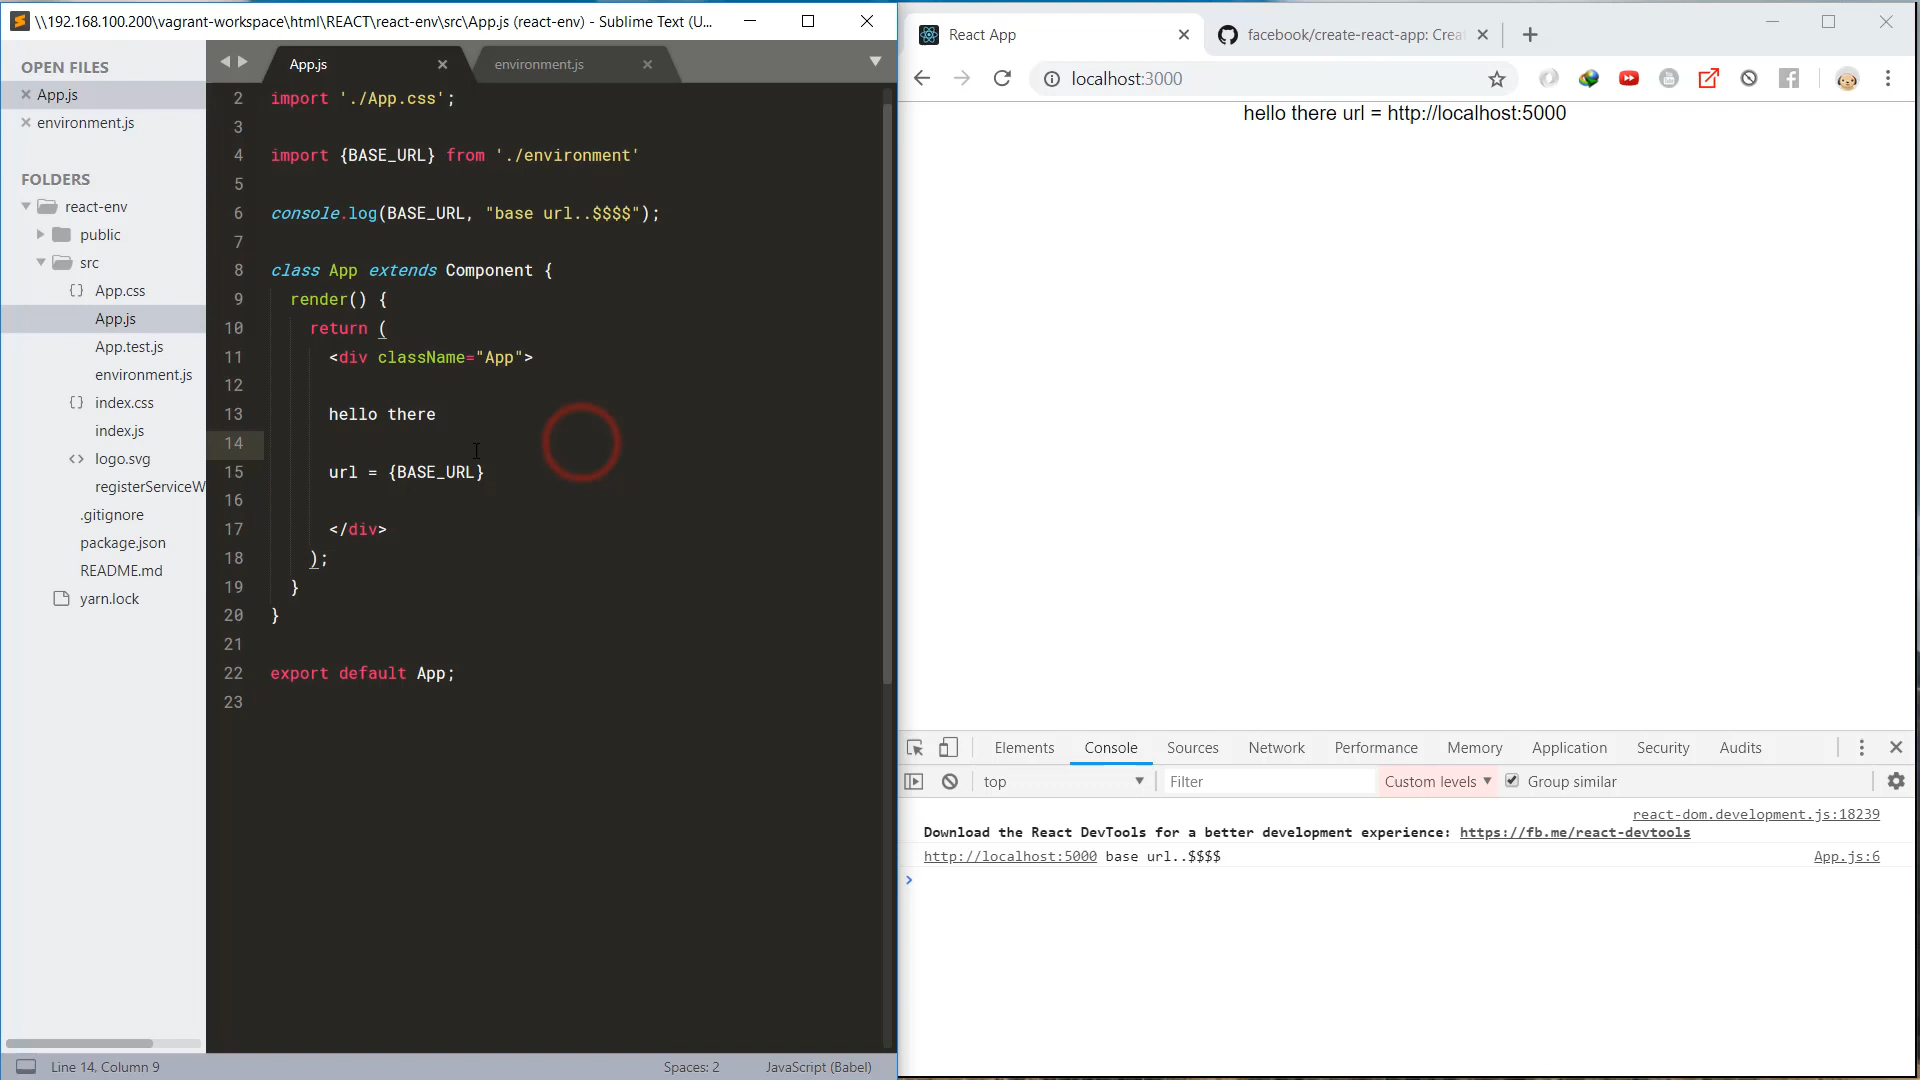 \\192.168.100.200\vagrant-workspace\html\REACT\react-env\src\App.js (react-env) - Sublime Text (U...
OPEN FILES
App.js
environment.js
FOLDERS
react-env
public
src
{} App.css
App.js
App.test.js
environment.js
{} index.css
index.js
<> logo.svg
registerServiceW
.gitignore
package.json
README.md
yarn.lock
App.js
environment.js
2 import './App.css';
3
4 import {BASE_URL} from './environment'
5
6 console.log(BASE_URL, "base url..$$$$");
7
8 class App extends Component {
9 render() {
10 return (
11 <div className="App">
12
13 hello there
14
15 url = {BASE_URL}
16
17 </div>
18 );
19 }
20 }
21
22 export default App;
23
Line 14, Column 9
Spaces: 2
JavaScript (Babel)
React App
facebook/create-react-app: Crea
localhost:3000
hello there url = http://localhost:5000
Elements Console Sources Network Performance Memory Application Security Audits
top
Filter
Custom levels
Group similar
react-dom.development.js:18239
Download the React DevTools for a better development experience: https://fb.me/react-devtools
http://localhost:5000 base url..$$$$
App.js:6